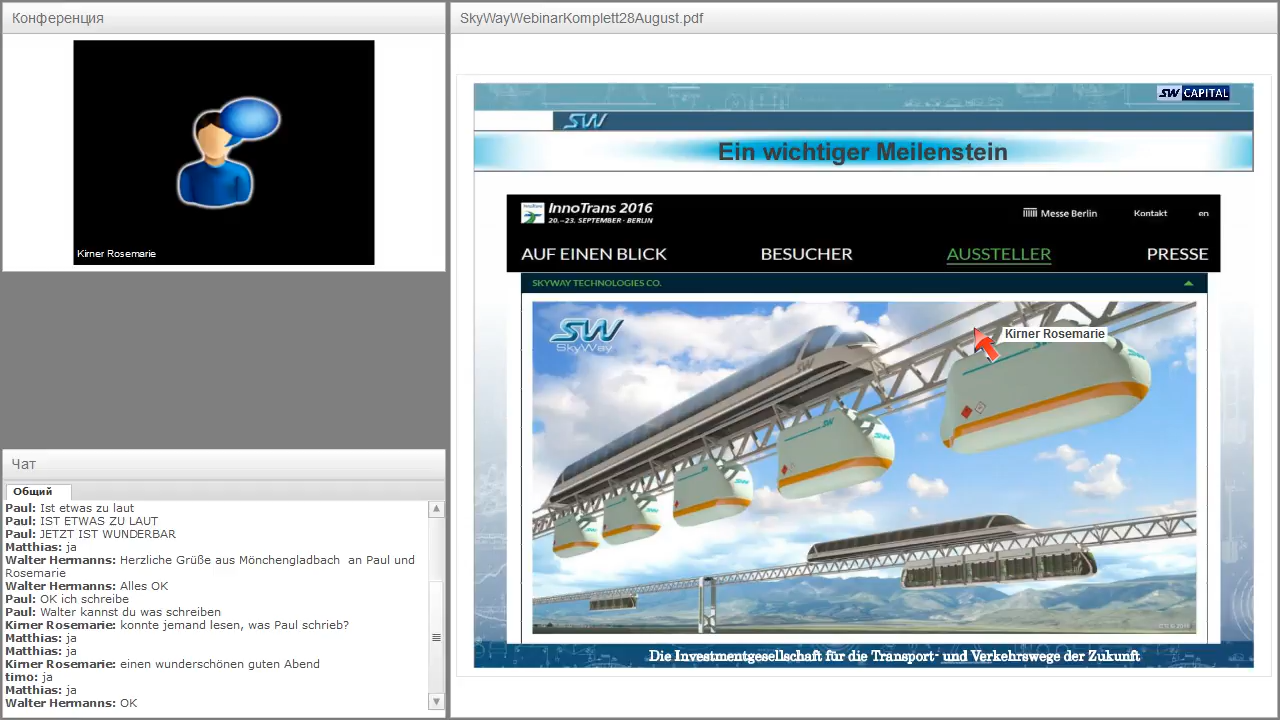 Конференция
Kirner Rosemarie
Чат
Общий
Paul: Ist etwas zu laut
Paul: IST ETWAS ZU LAUT
Paul: JETZT IST WUNDERBAR
Matthias: ja
Walter Hermanns: Herzliche Grüße aus Mönchengladbach an Paul und
Rosemarie
Walter Hermanns: Alles OK
Paul: OK ich schreibe
Paul: Walter kannst du was schreiben
Kirner Rosemarie: konnte jemand lesen, was Paul schrieb?
Matthias: ja
Matthias: ja
Kirner Rosemarie: einen wunderschönen guten Abend
timo: ja
Matthias: ja
Walter Hermanns: OK
SkyWayWebinarKomplett28August.pdf
SW CAPITAL
SW
Ein wichtiger Meilenstein
InnoTrans 2016
20.–23. SEPTEMBER · BERLIN
Messe Berlin Kontakt en
AUF EINEN BLICK BESUCHER AUSSTELLER PRESSE
SKYWAY TECHNOLOGIES CO.
SW
SkyWay
Kirner Rosemarie
SW
SW
Die Investmentgesellschaft für die Transport- und Verkehrswege der Zukunft